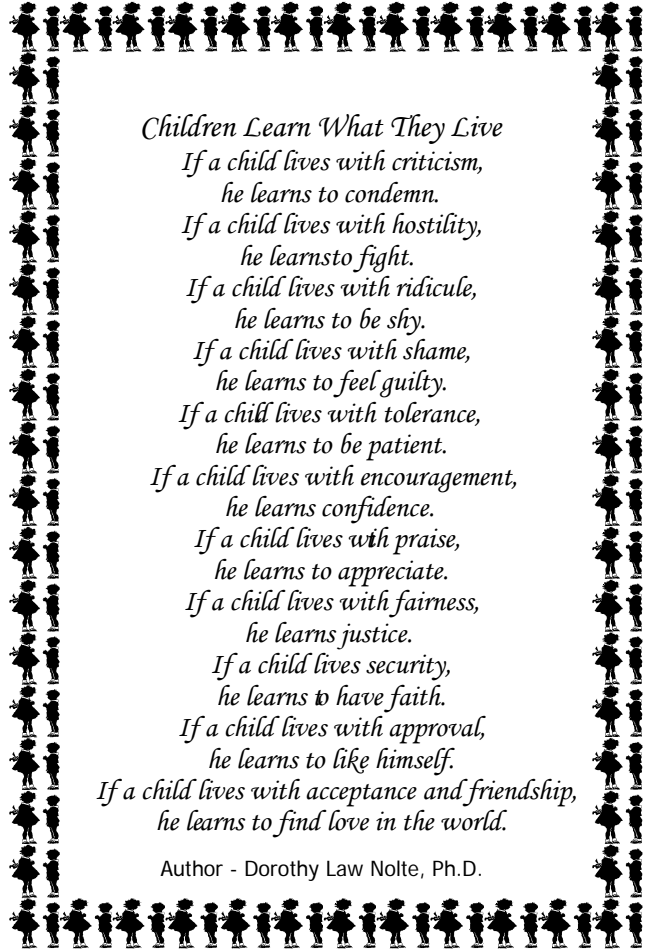 Children Learn What They Live
If a child lives with criticism,
he learns to condemn.
If a child lives with hostility,
he learnsto fight.
If a child lives with ridicule,
he learns to be shy.
If a child lives with shame,
he learns to feel guilty.
If a child lives with tolerance,
he learns to be patient.
If a child lives with encouragement,
he learns confidence.
If a child lives with praise,
he learns to appreciate.
If a child lives with fairness,
he learns justice.
If a child lives security,
he learns to have faith.
If a child lives with approval,
he learns to like himself.
If a child lives with acceptance and friendship,
he learns to find love in the world.
Author - Dorothy Law Nolte, Ph.D.